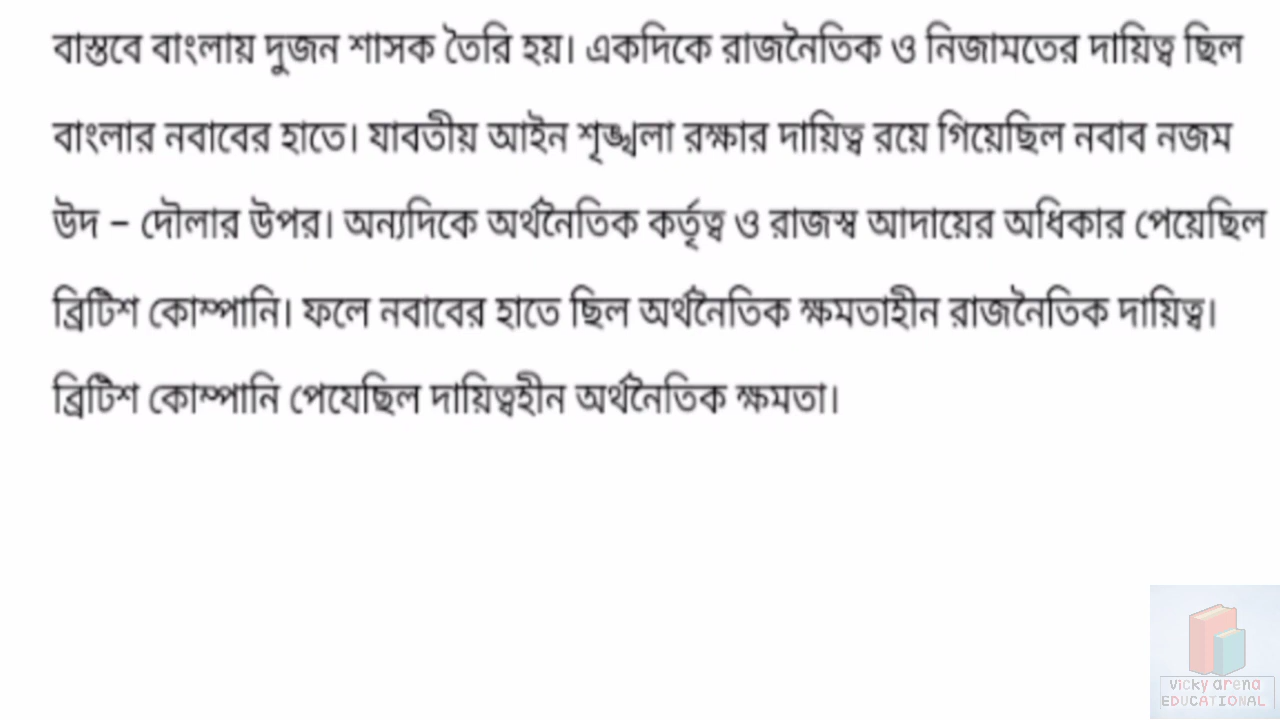 বাস্তবে বাংলায় দুজন শাসক তৈরি হয়। একদিকে রাজনৈতিক ও নিজামতের দায়িত্ব ছিল
বাংলার নবাবের হাতে। যাবতীয় আইন শৃঙ্খলা রক্ষার দায়িত্ব রয়ে গিয়েছিল নবাব নজম
উদ – দৌলার উপর। অন্যদিকে অর্থনৈতিক কর্তৃত্ব ও রাজস্ব আদায়ের অধিকার পেয়েছিল
ব্রিটিশ কোম্পানি। ফলে নবাবের হাতে ছিল অর্থনৈতিক ক্ষমতাহীন রাজনৈতিক দায়িত্ব।
ব্রিটিশ কোম্পানি পেযেছিল দায়িত্বহীন অর্থনৈতিক ক্ষমতা।
vicky arena
EDUCATIONAL